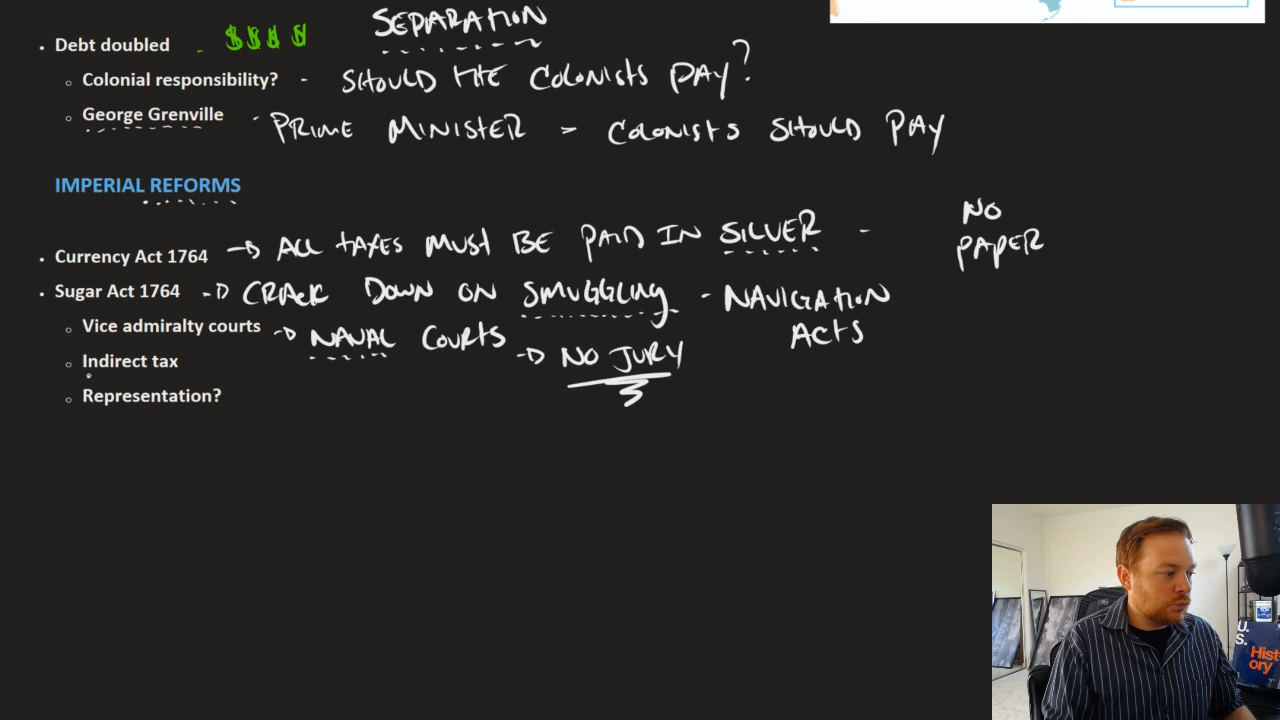 SEPARATION
• Debt doubled - $$$$
○ Colonial responsibility? - SHOULD THE COLONISTS PAY?
○ George Grenville - PRIME MINISTER - COLONISTS SHOULD PAY
IMPERIAL REFORMS
NO
PAPER
• Currency Act 1764 → ALL TAXES MUST BE PAID IN SILVER -
• Sugar Act 1764 → CRACK DOWN ON SMUGGLING - NAVIGATION
ACTS
○ Vice admiralty courts → NAVAL COURTS → NO JURY
○ Indirect tax
○ Representation?
U.
S.
Hist
ory